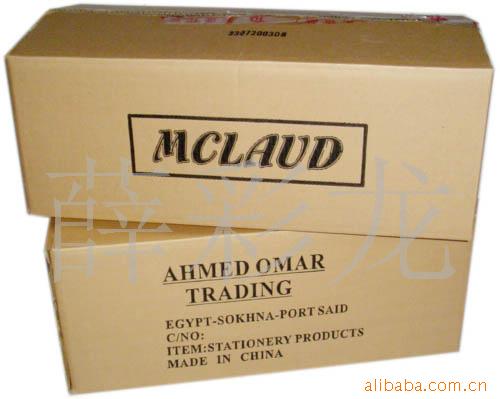 3307200308
MCLAUD
薛彩龙
AHMED OMAR
TRADING
EGYPT-SOKHNA-PORT SAID
C/NO:
ITEM:STATIONERY PRODUCTS
MADE IN CHINA
alibaba.com.cn